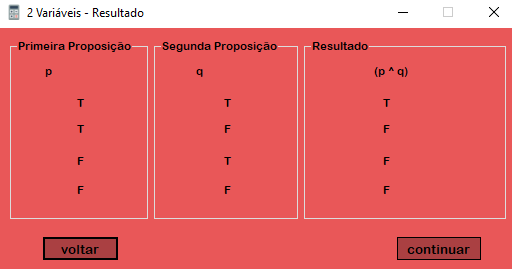 2 Variáveis - Resultado
Primeira Proposição Segunda Proposição Resultado
p q (p ^ q)
T T T
T F F
F T F
F F F
voltar continuar